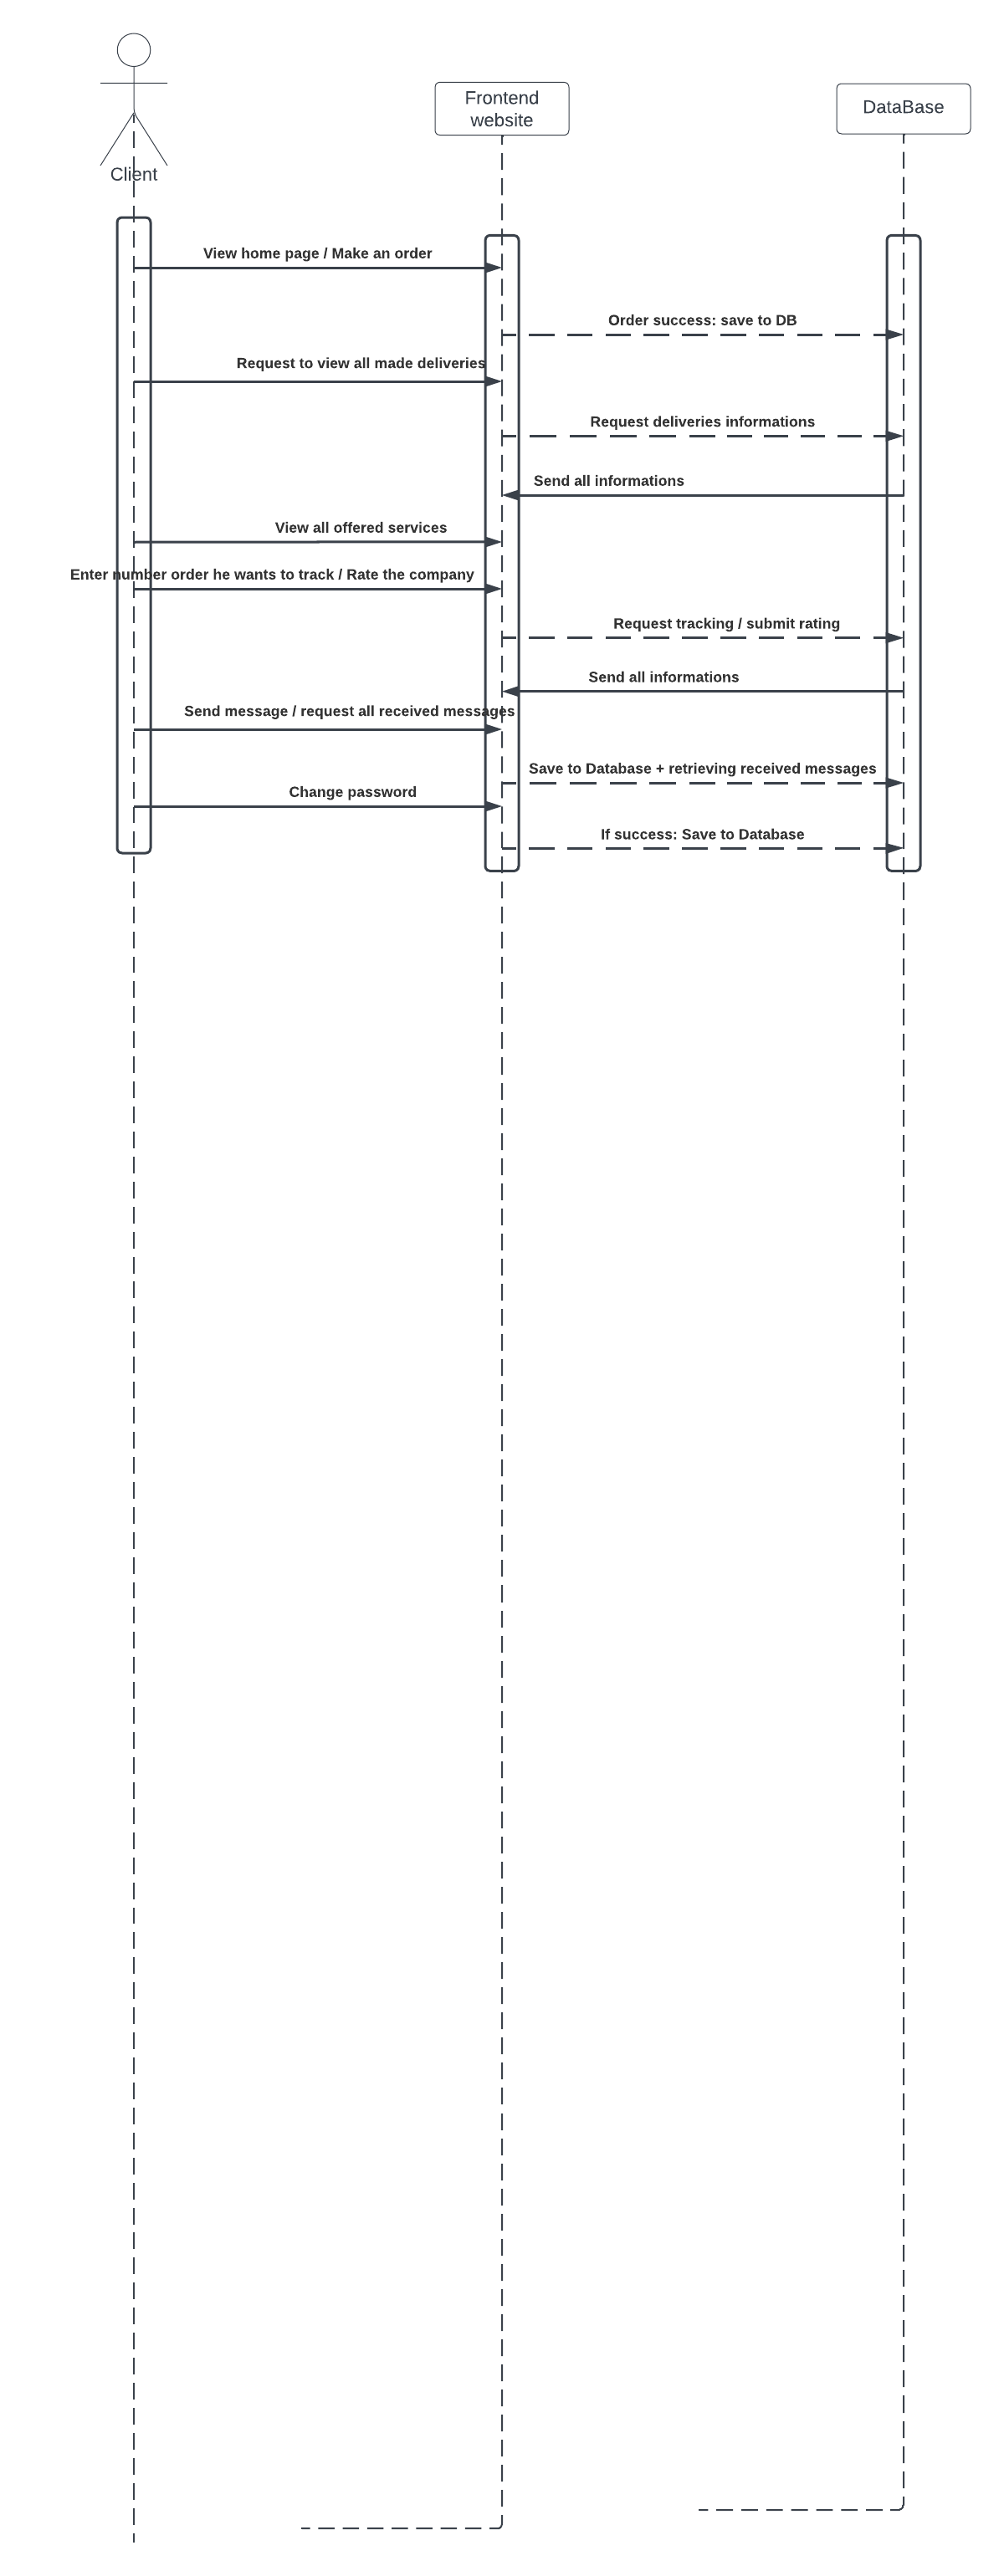 Frontend
website
DataBase
Client
View home page / Make an order
Order success: save to DB
Request to view all made deliveries
Request deliveries informations
Send all informations
View all offered services
Enter number order he wants to track / Rate the company
Request tracking / submit rating
Send all informations
Send message / request all received messages
Save to Database + retrieving received messages
Change password
If success: Save to Database